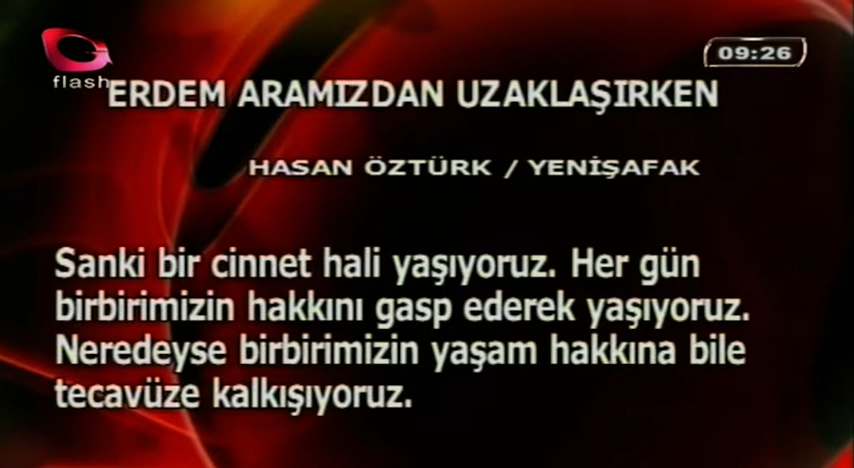 flash
09:26
ERDEM ARAMIZDAN UZAKLAŞIRKEN
HASAN ÖZTÜRK / YENİŞAFAK
Sanki bir cinnet hali yaşıyoruz. Her gün
birbirimizin hakkını gasp ederek yaşıyoruz.
Neredeyse birbirimizin yaşam hakkına bile
tecavüze kalkışıyoruz.